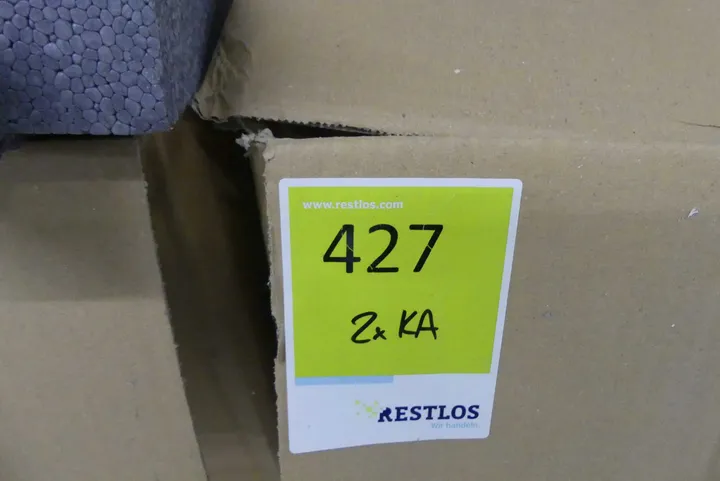 www.restlos.com
427
2x KA
RESTLOS
Wir handeln.